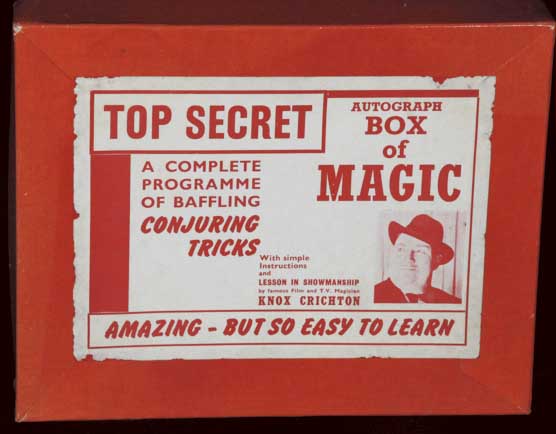 TOP SECRET
AUTOGRAPH
BOX
of
MAGIC
A COMPLETE
PROGRAMME
OF BAFFLING
CONJURING
TRICKS
With simple
Instructions
and
LESSON IN SHOWMANSHIP
by famous Film and T.V. Magician
KNOX CRICHTON
AMAZING - BUT SO EASY TO LEARN